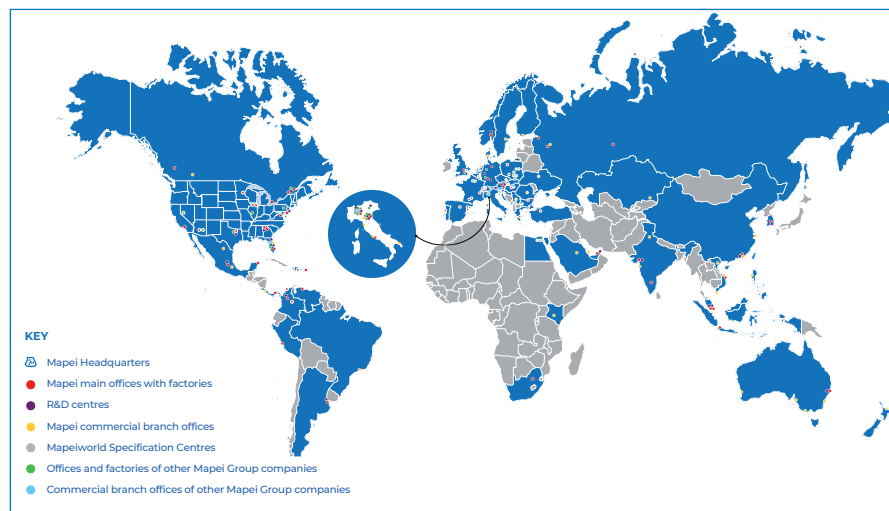 KEY
Mapei Headquarters
Mapei main offices with factories
R&D centres
Mapei commercial branch offices
Mapeiworld Specification Centres
Offices and factories of other Mapei Group companies
Commercial branch offices of other Mapei Group companies